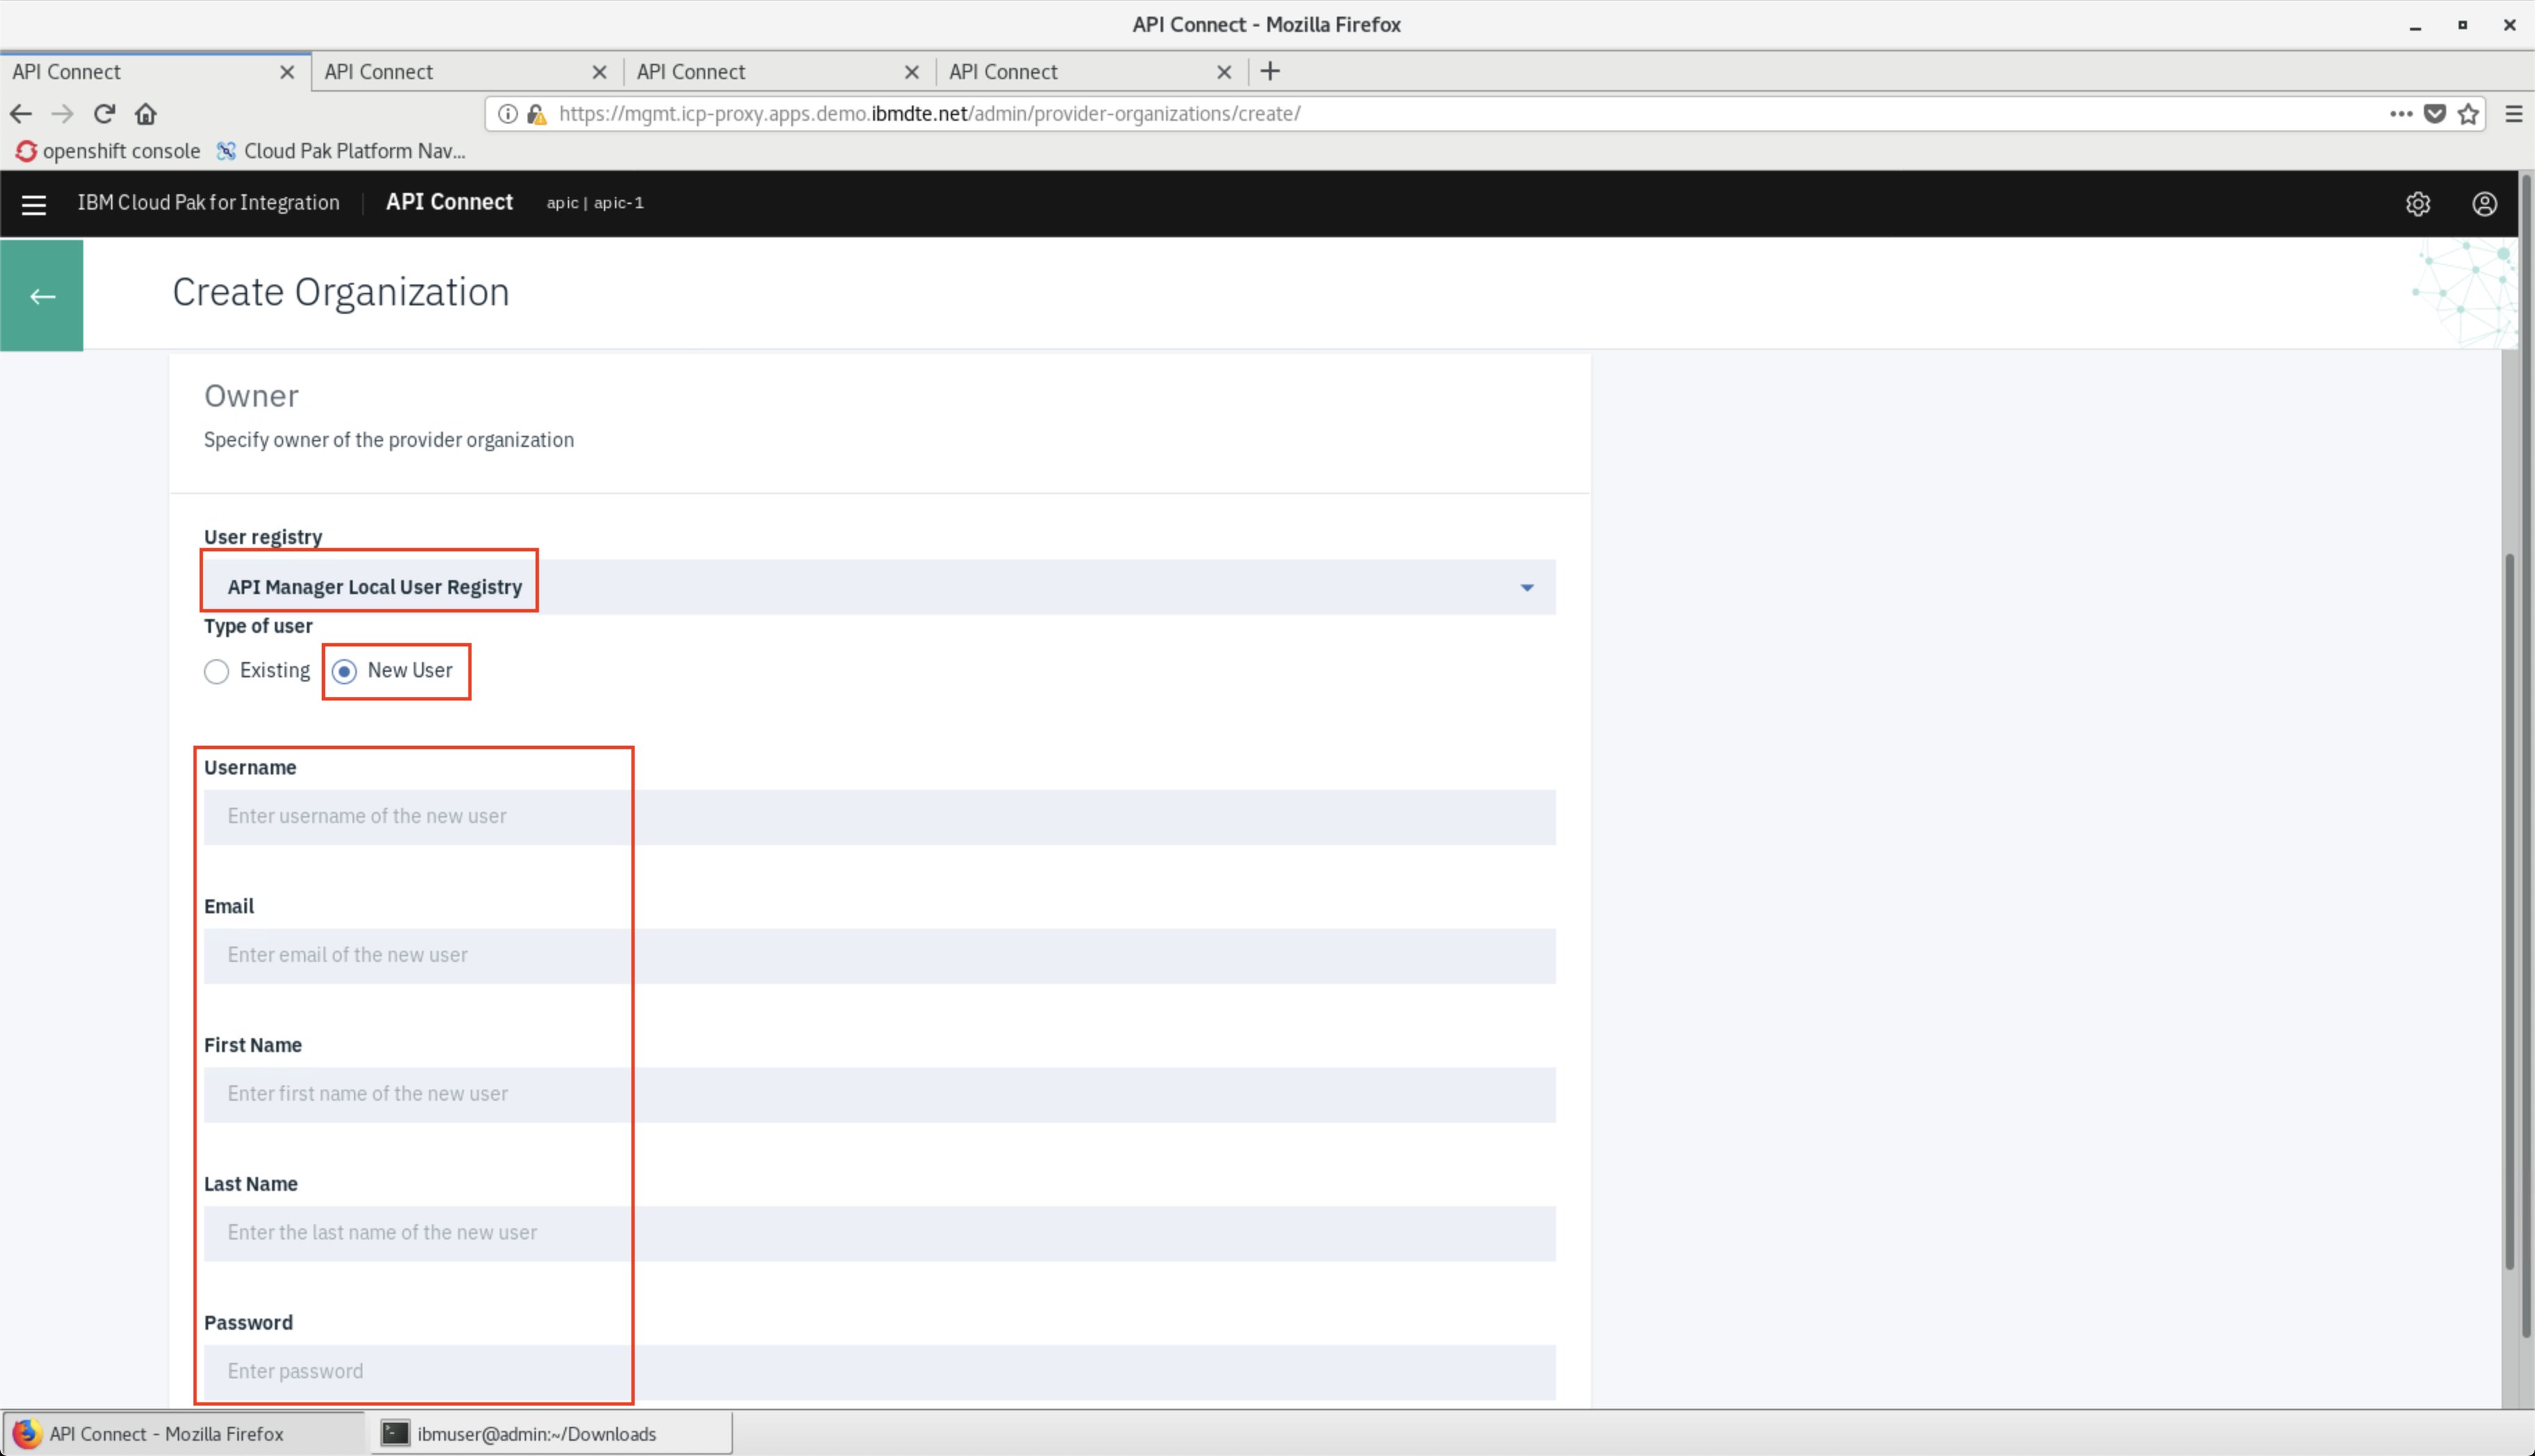 API Connect - Mozilla Firefox
API Connect
API Connect
API Connect
API Connect
https://mgmt.icp-proxy.apps.demo.ibmdte.net/admin/provider-organizations/create/
openshift console
Cloud Pak Platform Nav...
IBM Cloud Pak for Integration
API Connect
apic | apic-1
Create Organization
Owner
Specify owner of the provider organization
User registry
API Manager Local User Registry
Type of user
Existing
New User
Username
Enter username of the new user
Email
Enter email of the new user
First Name
Enter first name of the new user
Last Name
Enter the last name of the new user
Password
Enter password
API Connect - Mozilla Firefox
ibmuser@admin:~/Downloads